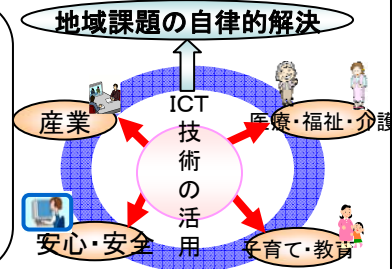 地域課題の自律的解決
ICT
技術の活用
産業
医療・福祉・介護
安心・安全
子育て・教育